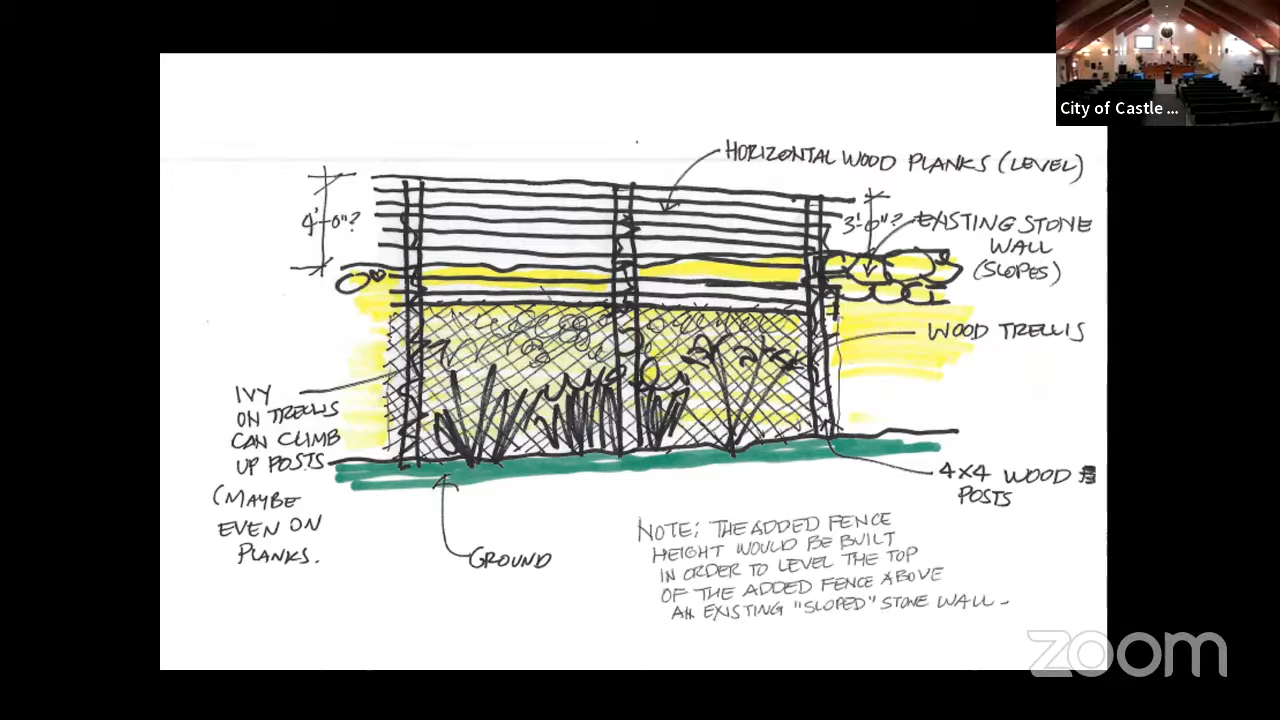 City of Castle ...
HORIZONTAL WOOD PLANKS (LEVEL)
4'-0"?
3'-0"?
EXISTING STONE
WALL
(SLOPES)
WOOD TRELLIS
IVY
ON TRELLIS
CAN CLIMB
UP POSTS
(MAYBE
EVEN ON
PLANKS.
4X4 WOOD
POSTS
GROUND
NOTE: THE ADDED FENCE
HEIGHT WOULD BE BUILT
IN ORDER TO LEVEL THE TOP
OF THE ADDED FENCE ABOVE
AN EXISTING "SLOPED" STONE WALL.
zoom